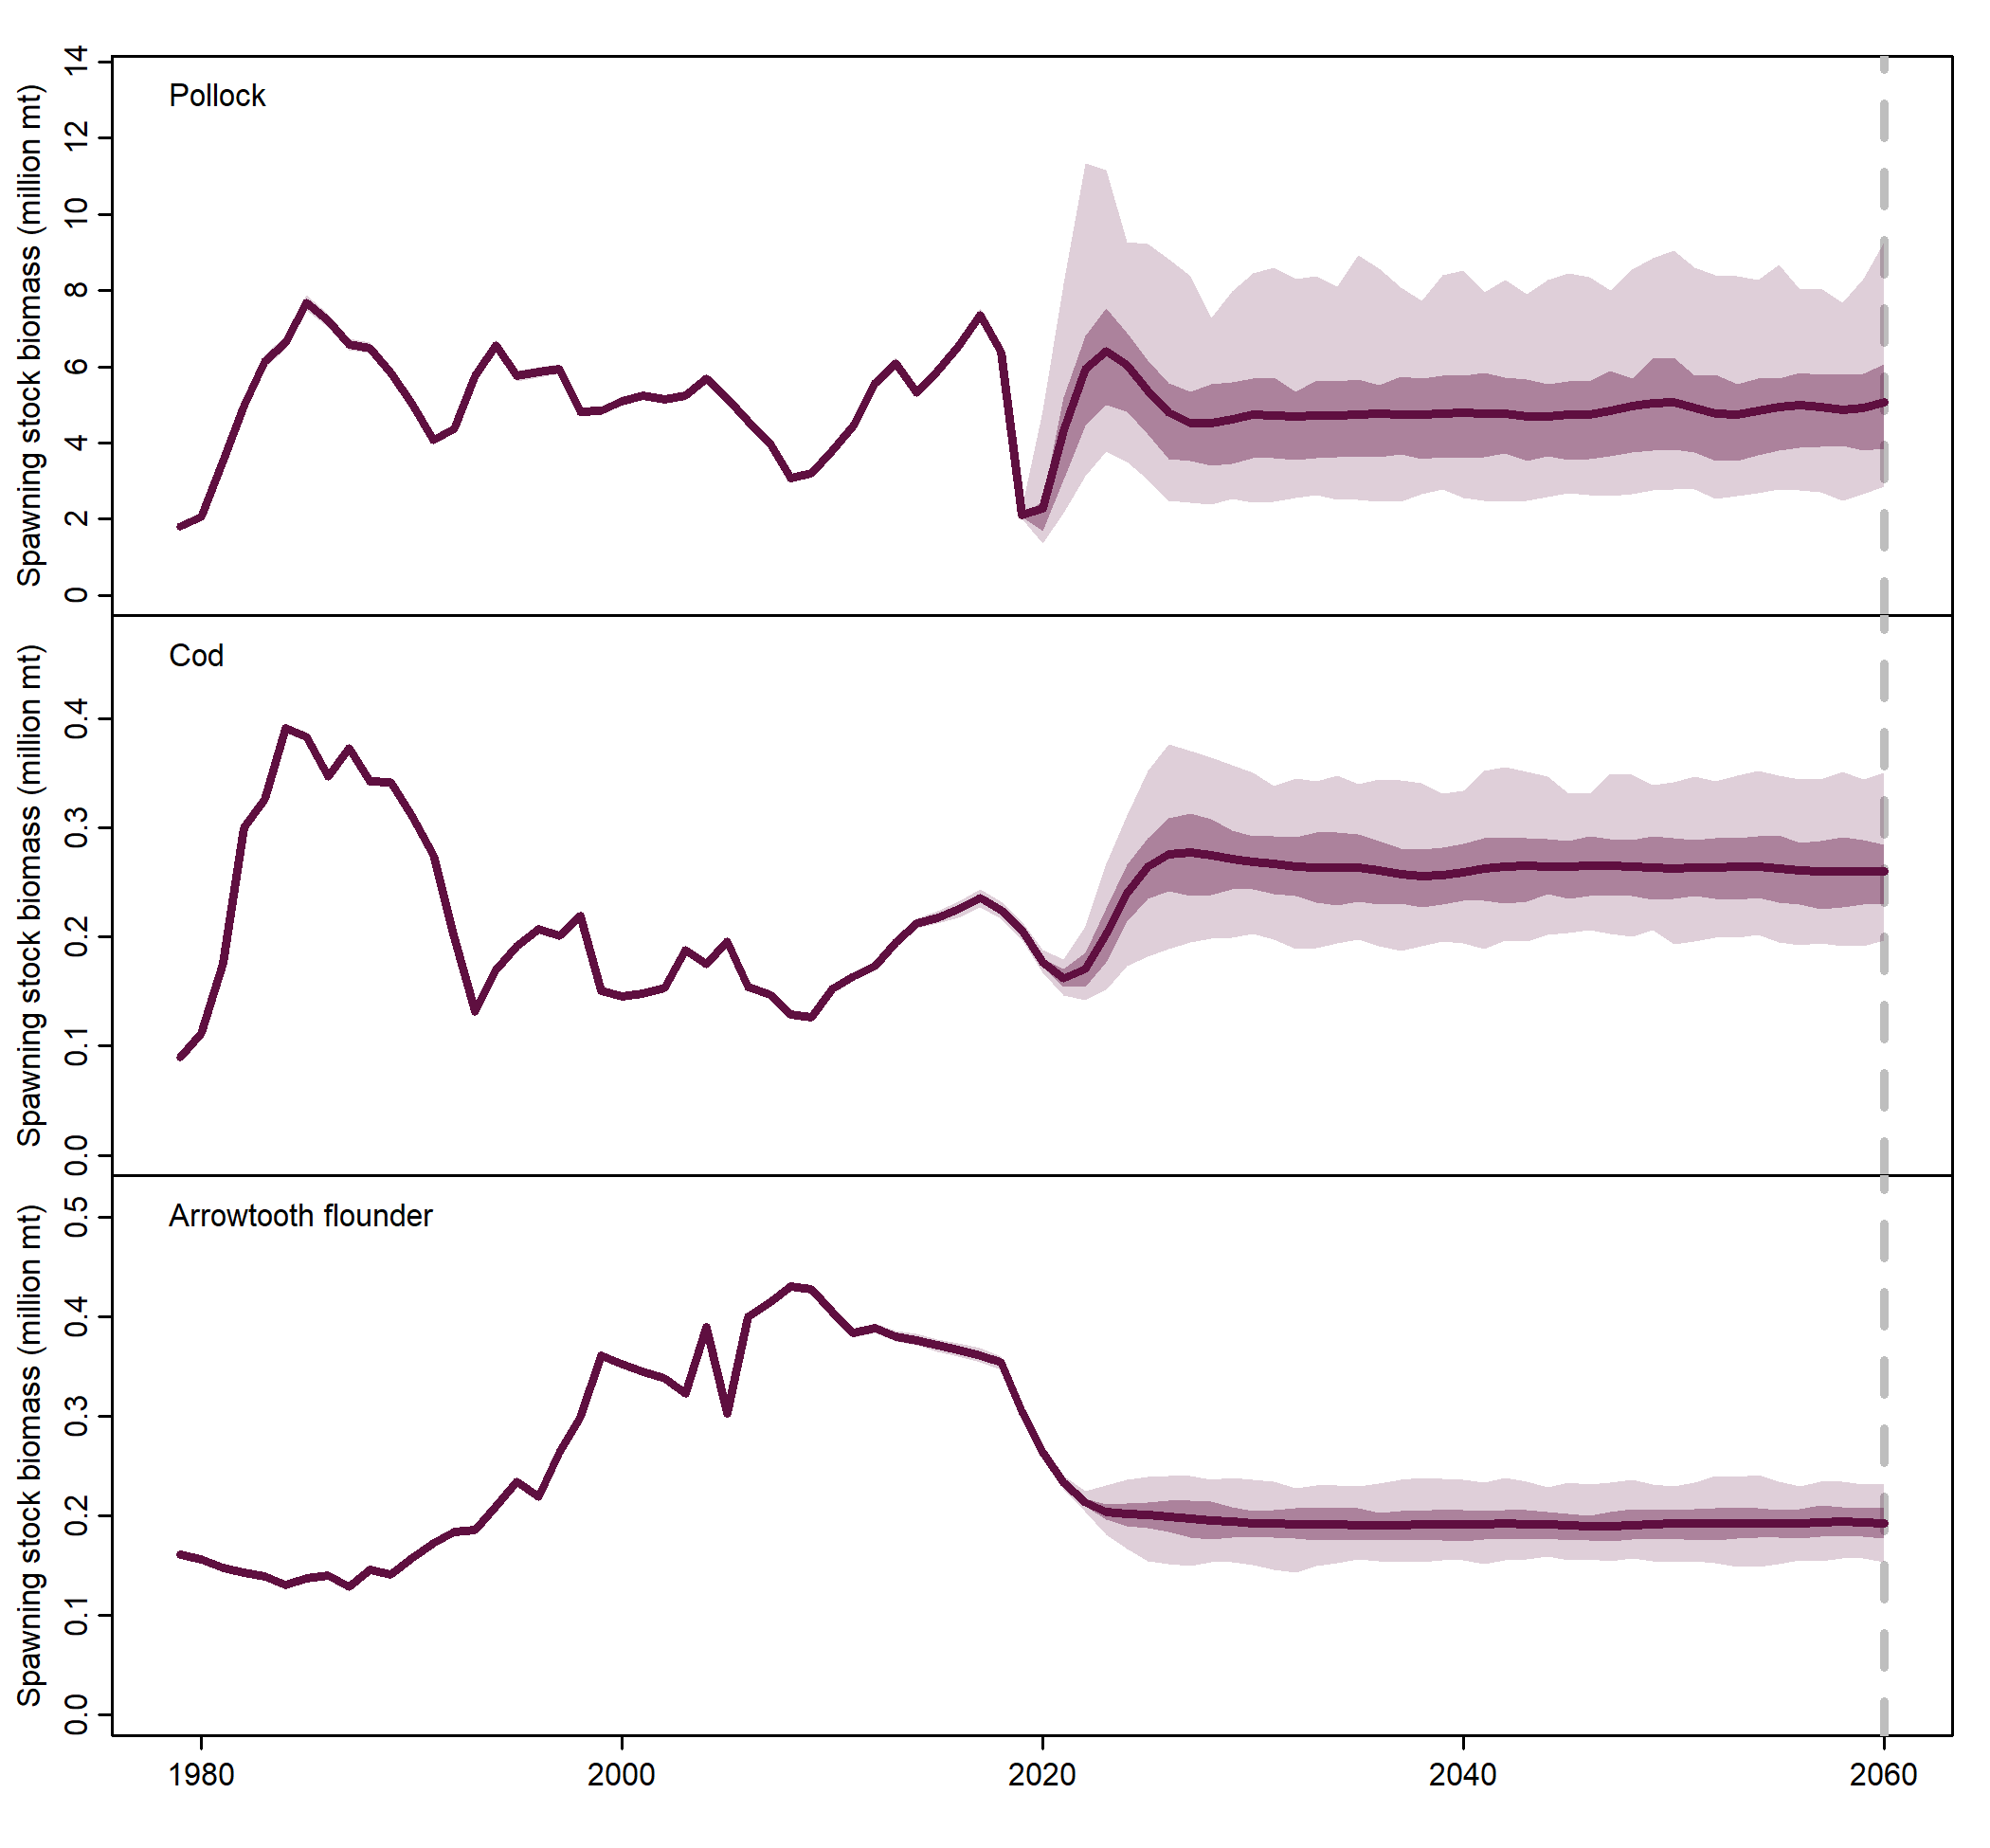 Pollock
Spawning stock biomass (million mt)
14
12
10
8
6
4
2
0
Cod
Spawning stock biomass (million mt)
0.4
0.3
0.2
0.1
0.0
Arrowtooth flounder
Spawning stock biomass (million mt)
0.5
0.4
0.3
0.2
0.1
0.0
1980 2000 2020 2040 2060